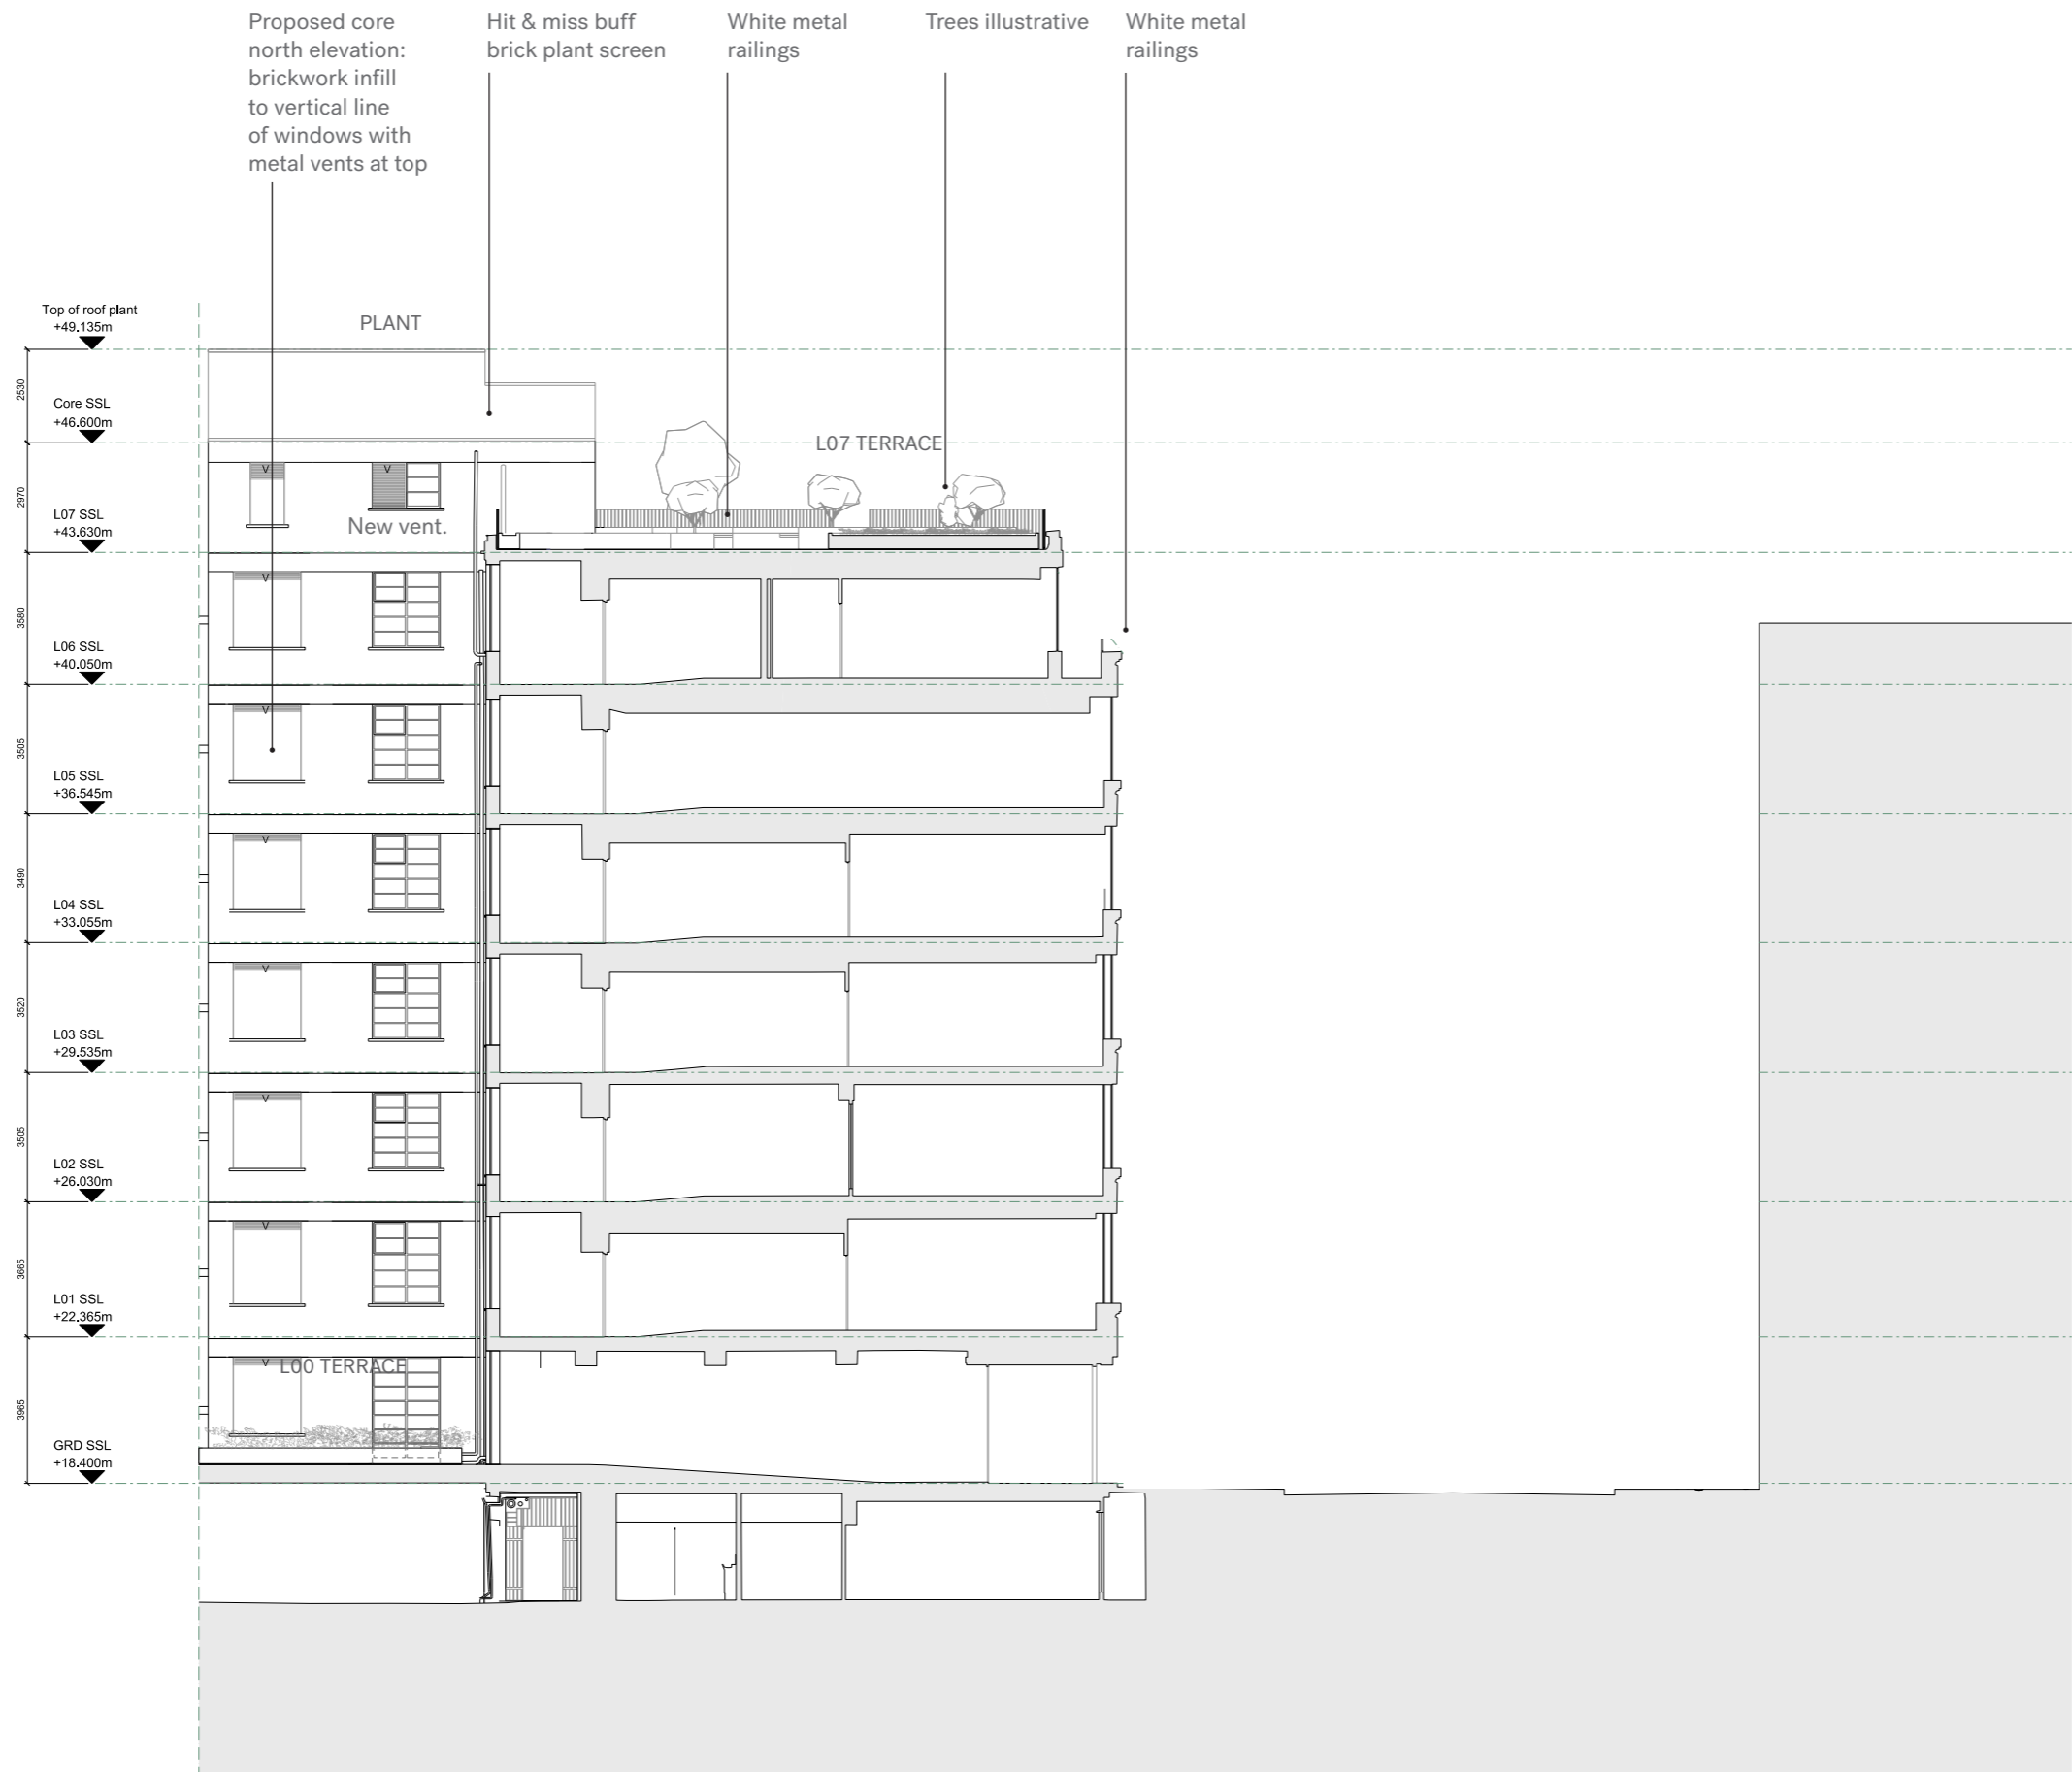 Proposed core
north elevation:
brickwork infill
to vertical line
of windows with
metal vents at top
Hit & miss buff
brick plant screen
White metal
railings
Trees illustrative
White metal
railings
Top of roof plant
+49.135m
PLANT
2530
Core SSL
+46.600m
L07 TERRACE
V
V
2970
L07 SSL
+43.630m
New vent.
V
3580
L06 SSL
+40.050m
V
3505
L05 SSL
+36.545m
V
3490
L04 SSL
+33.055m
V
3520
L03 SSL
+29.535m
V
3505
L02 SSL
+26.030m
V
3665
L01 SSL
+22.365m
V
L00 TERRACE
3965
GRD SSL
+18.400m